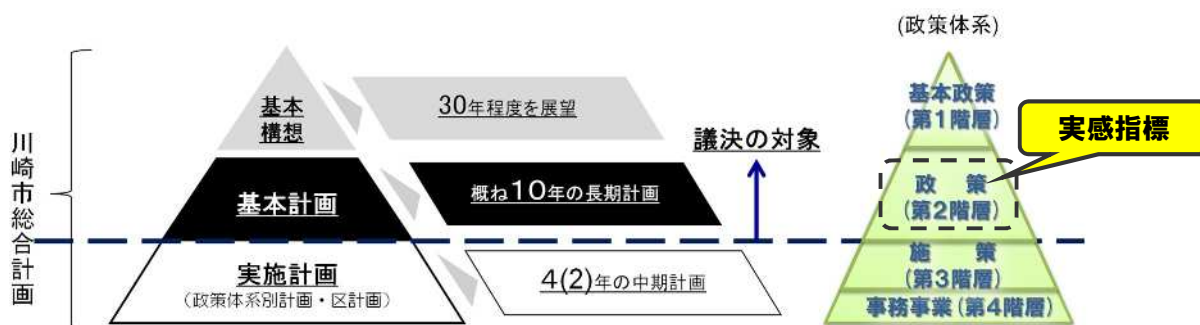 (政策体系)
川崎市総合計画
基本
構想
30年程度を展望
基本政策
(第1階層)
実感指標
議決の対象
基本計画
概ね10年の長期計画
政 策
(第2階層)
実施計画
(政策体系別計画・区計画)
4(2)年の中期計画
施 策
(第3階層)
事務事業(第4階層)